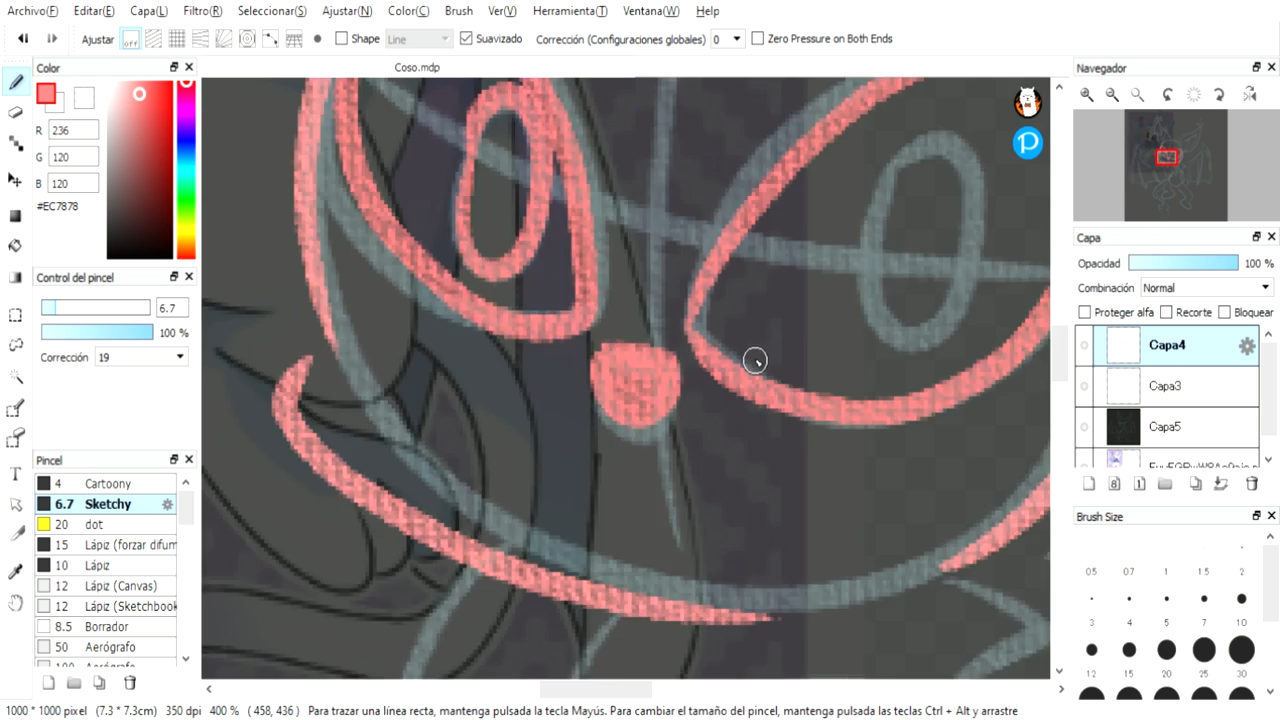 Archivo(F) Editar(E) Capa(L) Filtro(R) Seleccionar(S) Ajustar(N) Color(C) Brush Ver(V) Herramienta(T) Ventana(W) Help
Ajustar off Shape Line Suavizado Corrección (Configuraciones globales) 0 Zero Pressure on Both Ends
Color
Coso.mdp
Navegador
R 236
G 120
B 120
#EC7878
Control del pincel
6.7
100 %
Corrección 19
Capa
Opacidad 100 %
Combinación Normal
Proteger alfa Recorte Bloquear
Capa4
Capa3
Capa5
Pincel
4 Cartoony
6.7 Sketchy
20 dot
15 Lápiz (forzar difum
10 Lápiz
12 Lápiz (Canvas)
12 Lápiz (Sketchbook
8.5 Borrador
50 Aerógrafo
Brush Size
0.5 0.7 1 1.5 2
3 4 5 7 10
12 15 20 25 30
1000 * 1000 pixel (7.3 * 7.3cm) 350 dpi 400 % ( 458, 436 ) Para trazar una línea recta, mantenga pulsada la tecla Mayús. Para cambiar el tamaño del pincel, mantenga pulsada las teclas Ctrl + Alt y arrastre